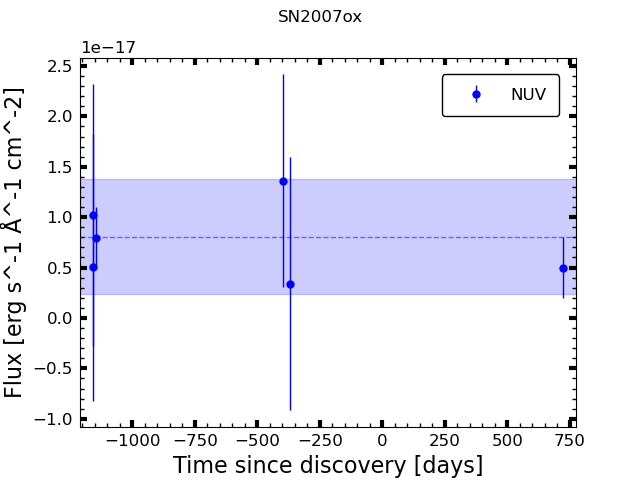 SN2007ox
1e−17
NUV
2.5
2.0
1.5
1.0
0.5
0.0
−0.5
−1.0
Flux [erg s^-1 Å^-1 cm^-2]
−1000 −750 −500 −250 0 250 500 750
Time since discovery [days]